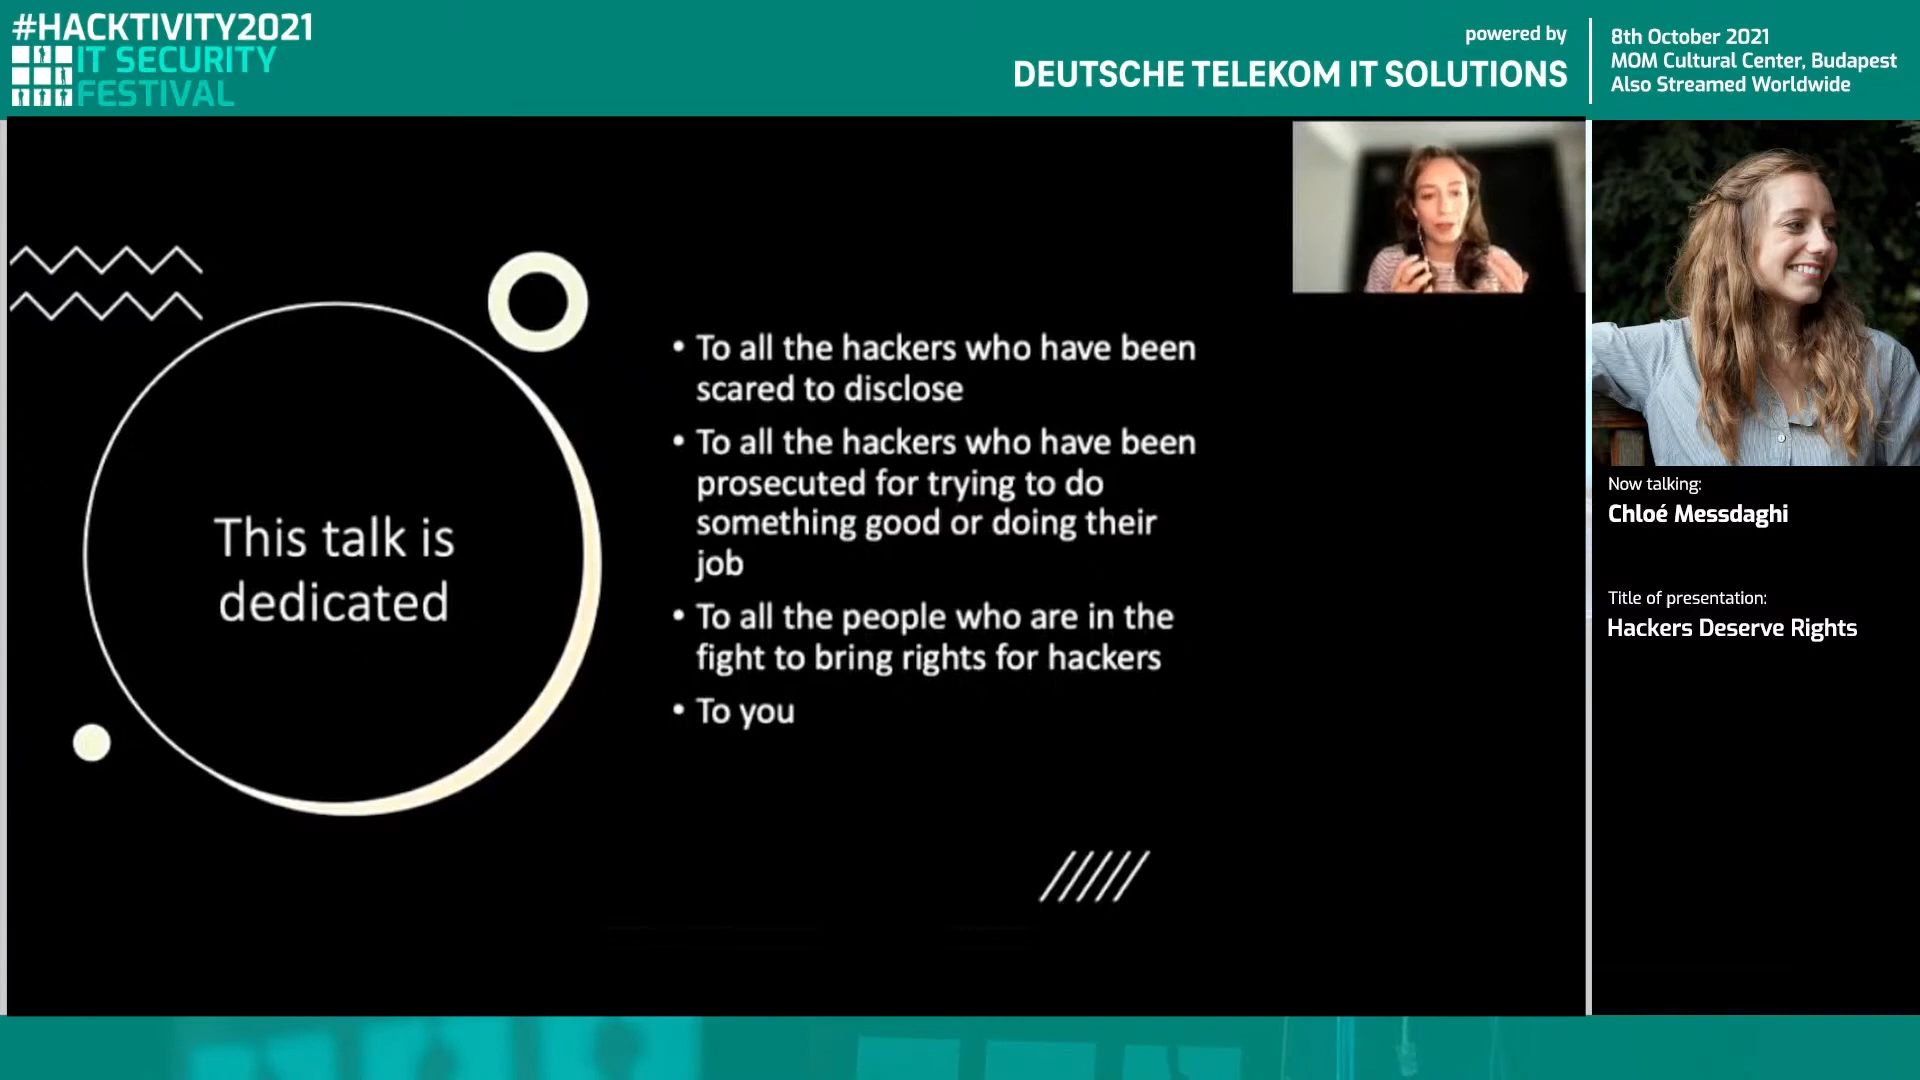 #HACKTIVITY2021
IT SECURITY
FESTIVAL
powered by
DEUTSCHE TELEKOM IT SOLUTIONS
8th October 2021
MOM Cultural Center, Budapest
Also Streamed Worldwide
This talk is
dedicated
• To all the hackers who have been
scared to disclose
• To all the hackers who have been
prosecuted for trying to do
something good or doing their
job
• To all the people who are in the
fight to bring rights for hackers
• To you
Now talking:
Chloé Messdaghi
Title of presentation:
Hackers Deserve Rights